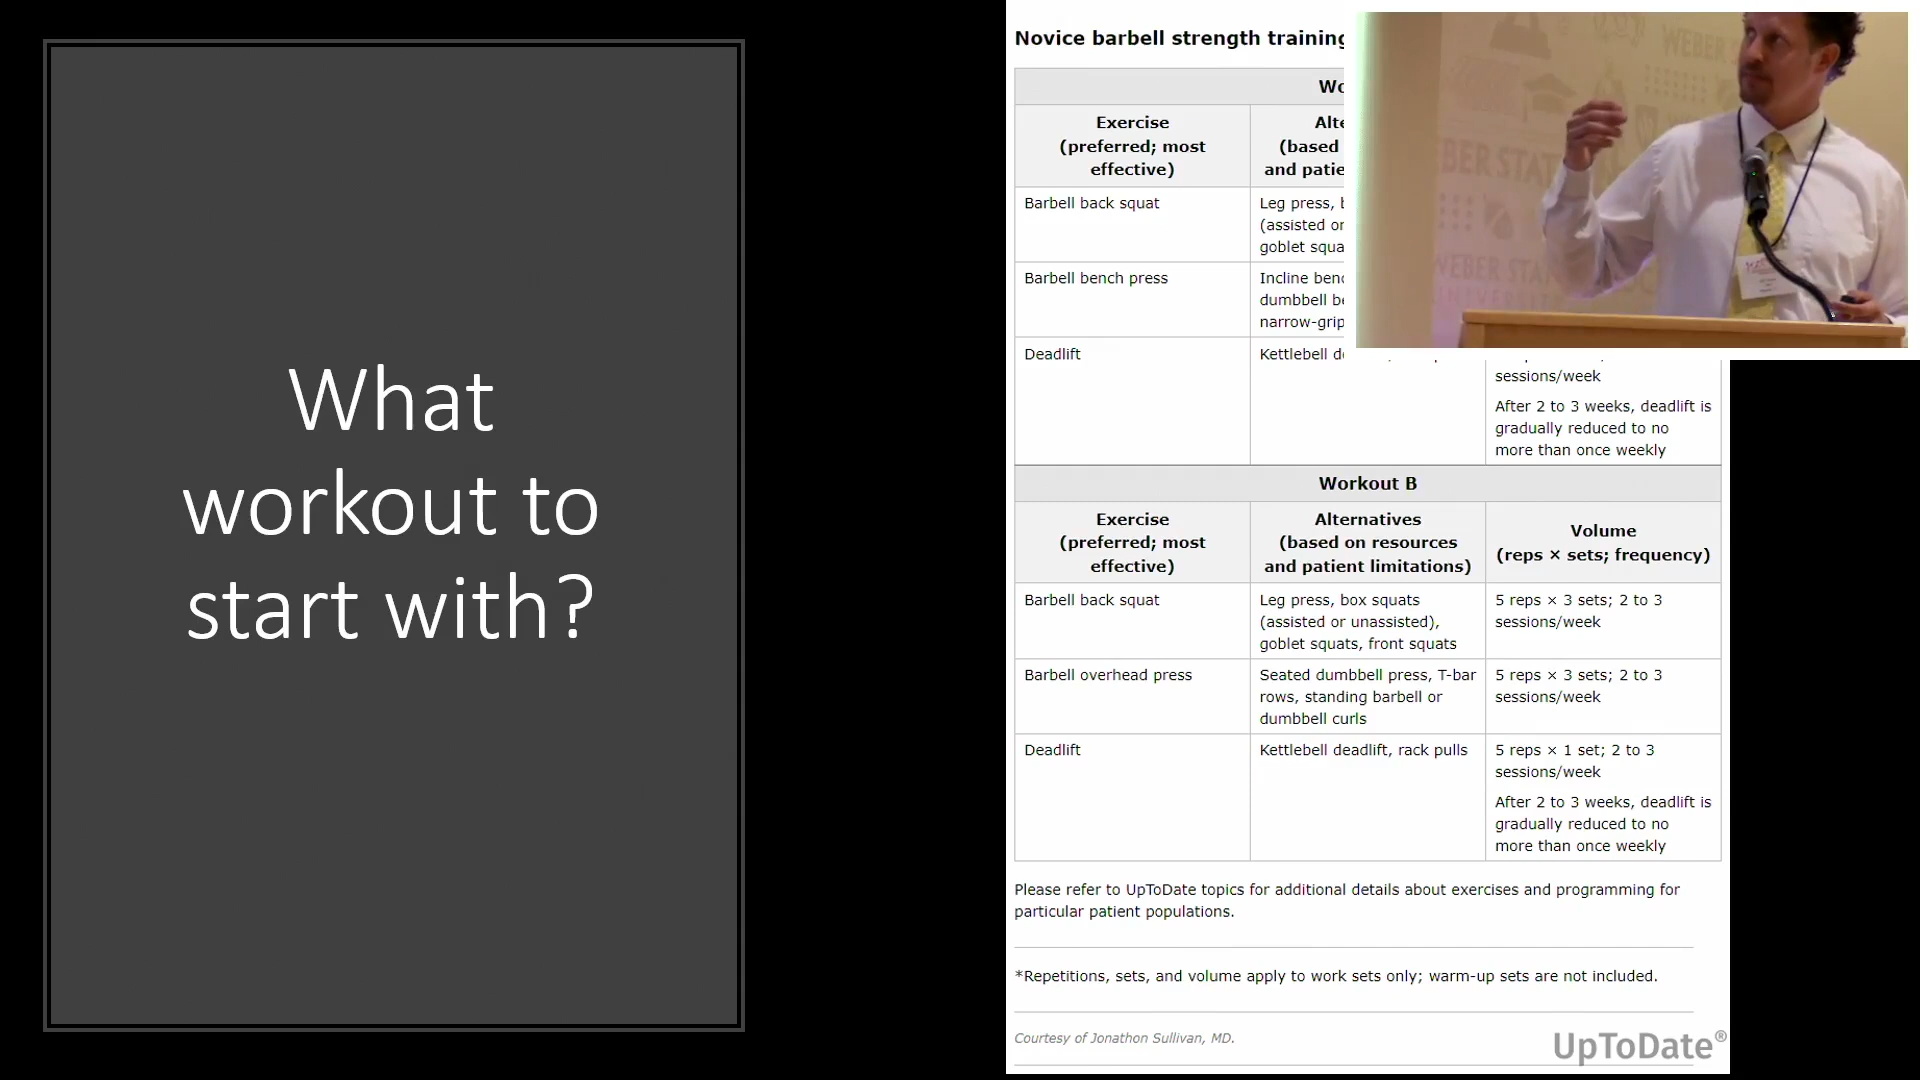 What
workout to
start with?
Novice barbell strength training
Exercise
(preferred; most
effective)
(based
Barbell back squat
Leg press,
(assisted
goblet
Barbell bench press
Incline
dumbbell
narrow-grip
Deadlift
Kettlebell
sessions/week
After 2 to 3 weeks, deadlift is
gradually reduced to no
more than once weekly
Workout B
Exercise
(preferred; most
effective)
Alternatives
(based on resources
and patient limitations)
Volume
(reps × sets; frequency)
Barbell back squat
Leg press, box squats
(assisted or unassisted),
goblet squats, front squats
5 reps × 3 sets; 2 to 3
sessions/week
Barbell overhead press
Seated dumbbell press, T-bar
rows, standing barbell or
dumbbell curls
5 reps × 3 sets; 2 to 3
sessions/week
Deadlift
Kettlebell deadlift, rack pulls
5 reps × 1 set; 2 to 3
sessions/week
After 2 to 3 weeks, deadlift is
gradually reduced to no
more than once weekly
Please refer to UpToDate topics for additional details about exercises and programming for
particular patient populations.
*Repetitions, sets, and volume apply to work sets only; warm-up sets are not included.
Courtesy of Jonathon Sullivan, MD.
UpToDate®
WEBER
WEBER